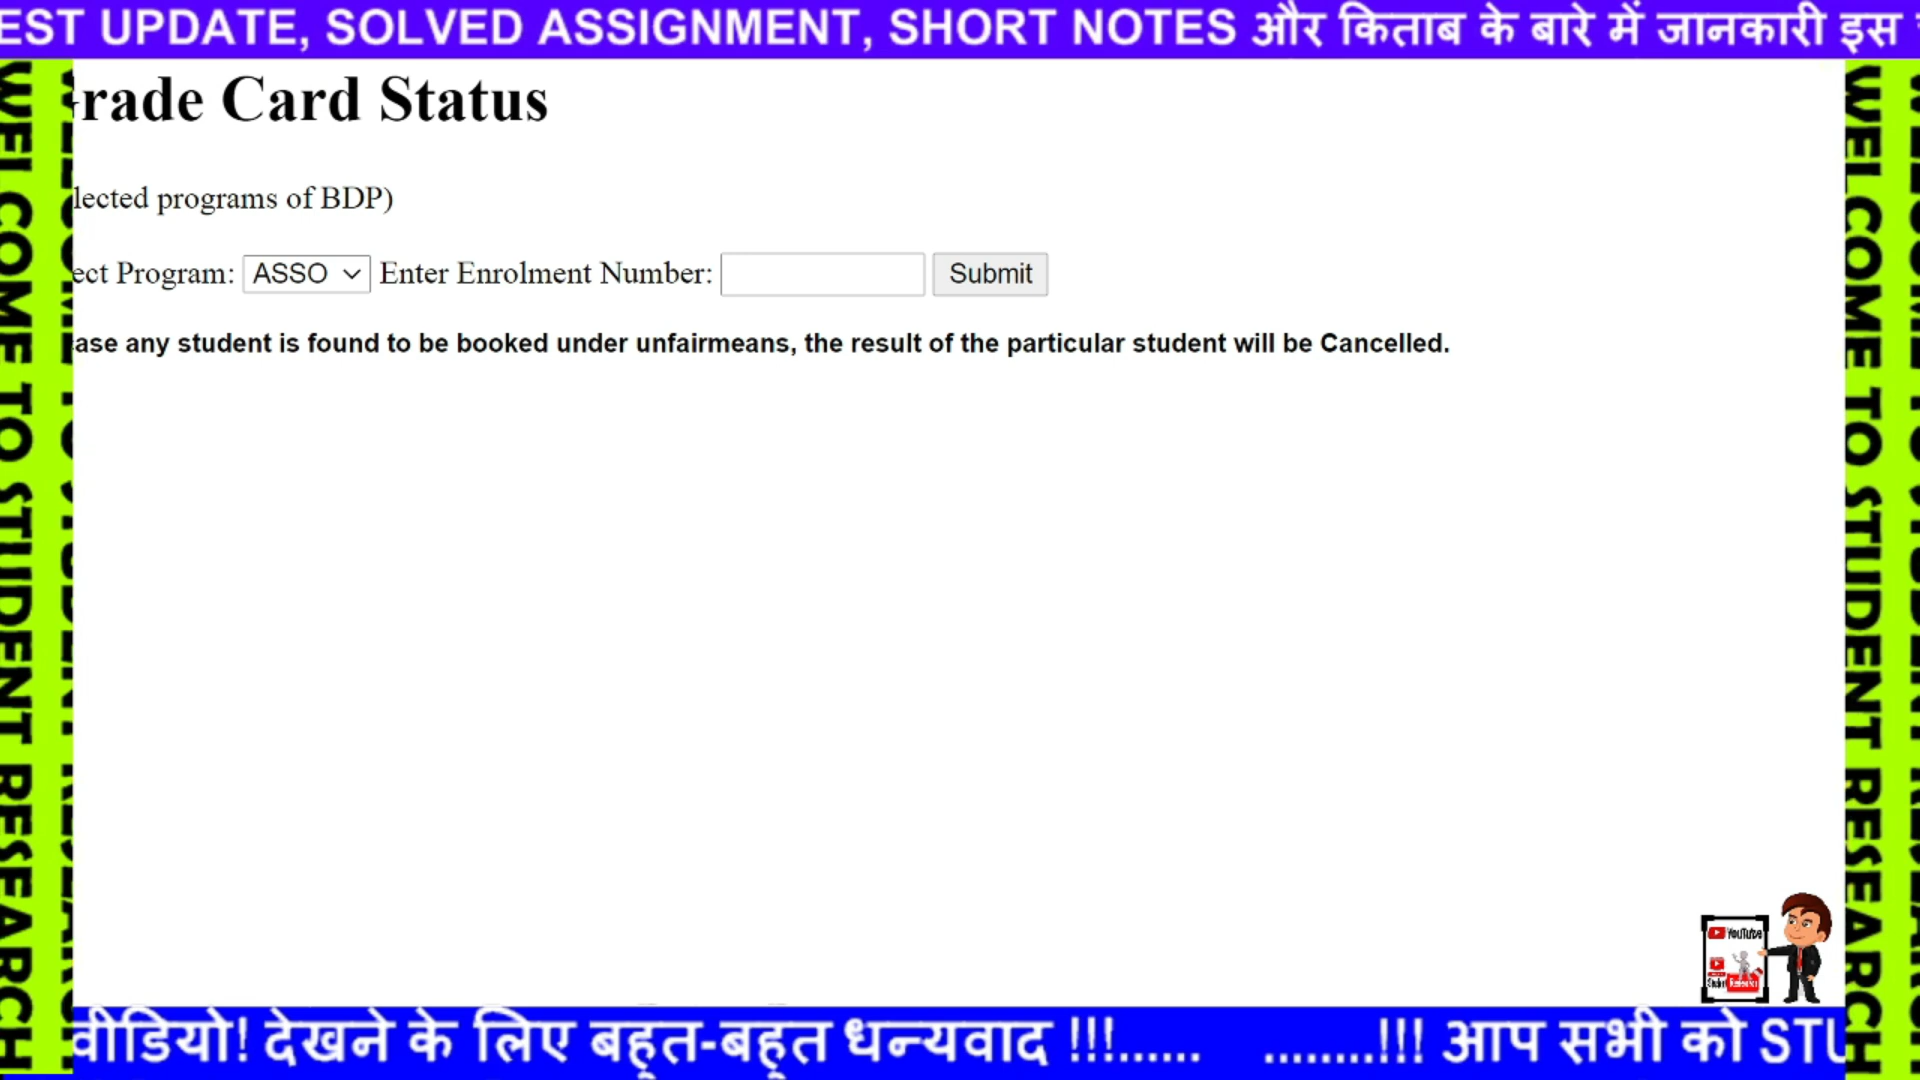 EST UPDATE, SOLVED ASSIGNMENT, SHORT NOTES और किताब के बारे में जानकारी इस
rade Card Status
lected programs of BDP)
ect Program: ASSO Enter Enrolment Number: Submit
ase any student is found to be booked under unfairmeans, the result of the particular student will be Cancelled.
WELCOME TO STUDENT RESEARCH
WELCOME TO STUDENT RESEARCH
YouTube
वीडियो! देखने के लिए बहुत-बहुत धन्यवाद !!!...... ........!!! आप सभी को STU